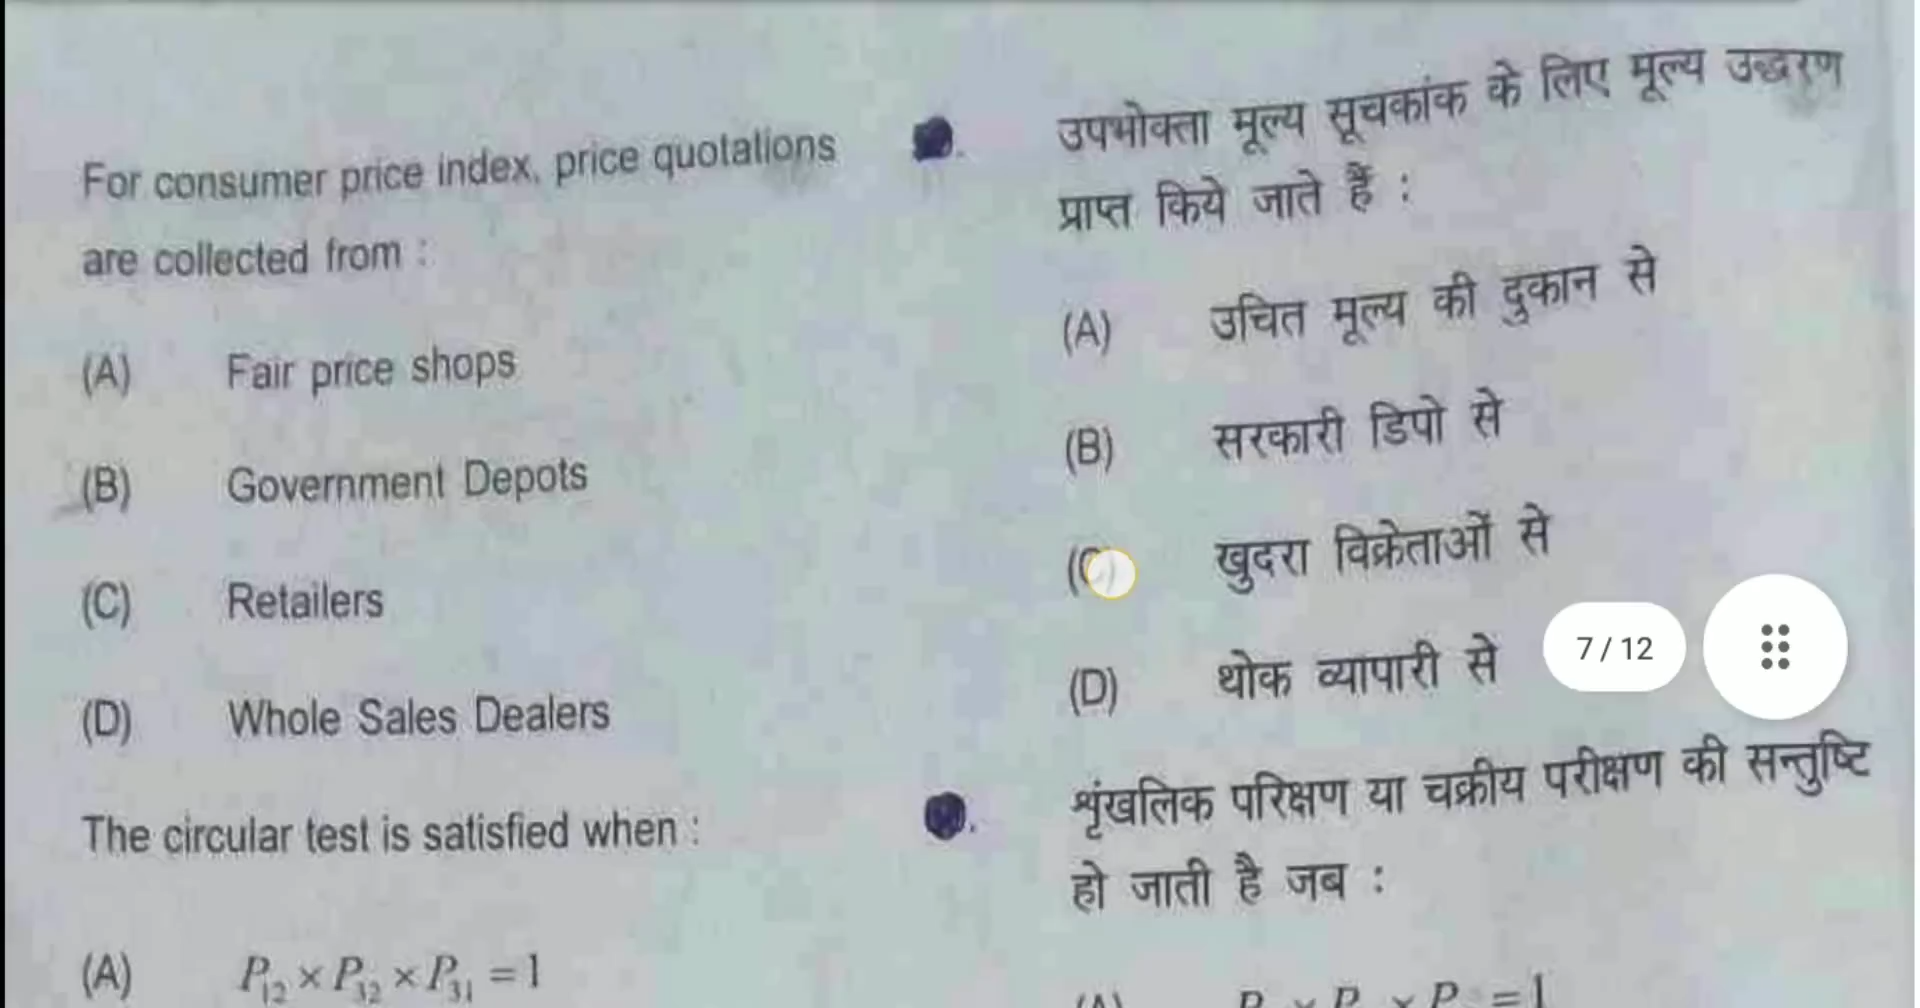 For consumer price index, price quotations
are collected from :
(A) Fair price shops
(B) Government Depots
(C) Retailers
(D) Whole Sales Dealers
The circular test is satisfied when :
(A) P₁₂ × P₃₂ × P₃₁ = 1
उपभोक्ता मूल्य सूचकांक के लिए मूल्य उद्धरण
प्राप्त किये जाते हैं :
(A) उचित मूल्य की दुकान से
(B) सरकारी डिपो से
(C) खुदरा विक्रेताओं से
(D) थोक व्यापारी से
7 / 12
शृंखलिक परिक्षण या चक्रीय परीक्षण की सन्तुष्टि
हो जाती है जब :